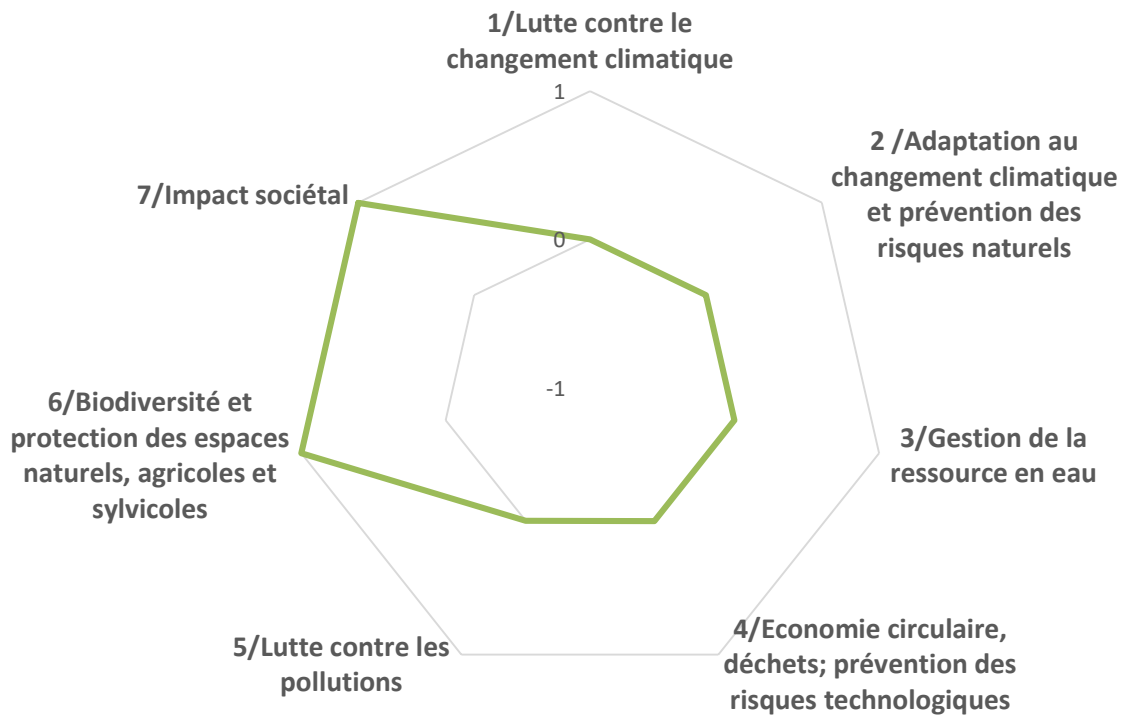 1/Lutte contre le
changement climatique
1
2 /Adaptation au
changement climatique
et prévention des
risques naturels
7/Impact sociétal
0
-1
6/Biodiversité et
protection des espaces
naturels, agricoles et
sylvicoles
3/Gestion de la
ressource en eau
5/Lutte contre les
pollutions
4/Economie circulaire,
déchets; prévention des
risques technologiques